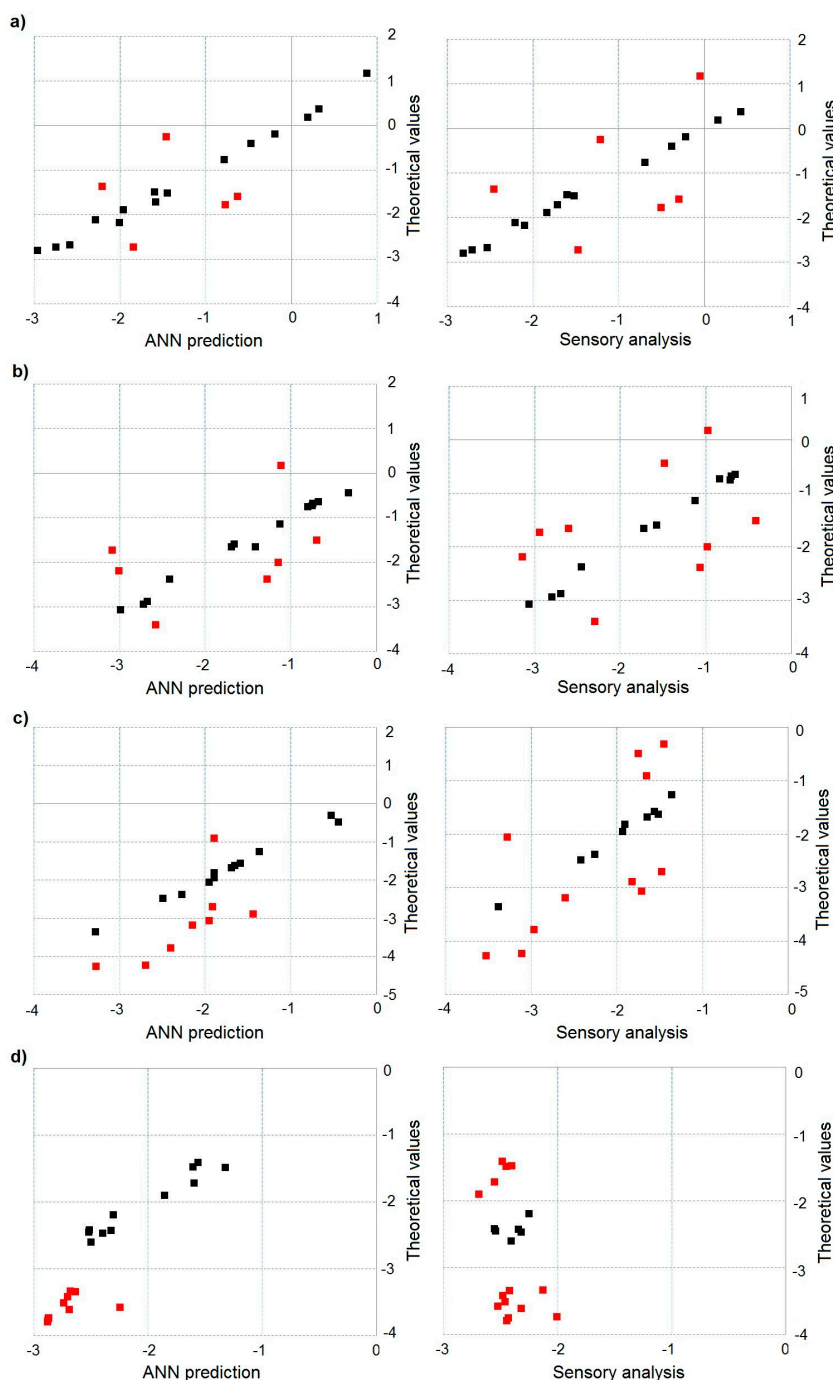 a)
2
1
0
-1
-2
-3
-4
Theoretical values
-3 -2 -1 0 1
ANN prediction
2
1
0
-1
-2
-3
-4
Theoretical values
-3 -2 -1 0 1
Sensory analysis
b)
2
1
0
-1
-2
-3
-4
Theoretical values
-4 -3 -2 -1 0
ANN prediction
1
0
-1
-2
-3
-4
Theoretical values
-4 -3 -2 -1 0
Sensory analysis
c)
2
1
0
-1
-2
-3
-4
-5
Theoretical values
-4 -3 -2 -1 0
ANN prediction
0
-1
-2
-3
-4
-5
Theoretical values
-4 -3 -2 -1 0
Sensory analysis
d)
0
-1
-2
-3
-4
Theoretical values
-3 -2 -1 0
ANN prediction
0
-1
-2
-3
-4
Theoretical values
-3 -2 -1 0
Sensory analysis